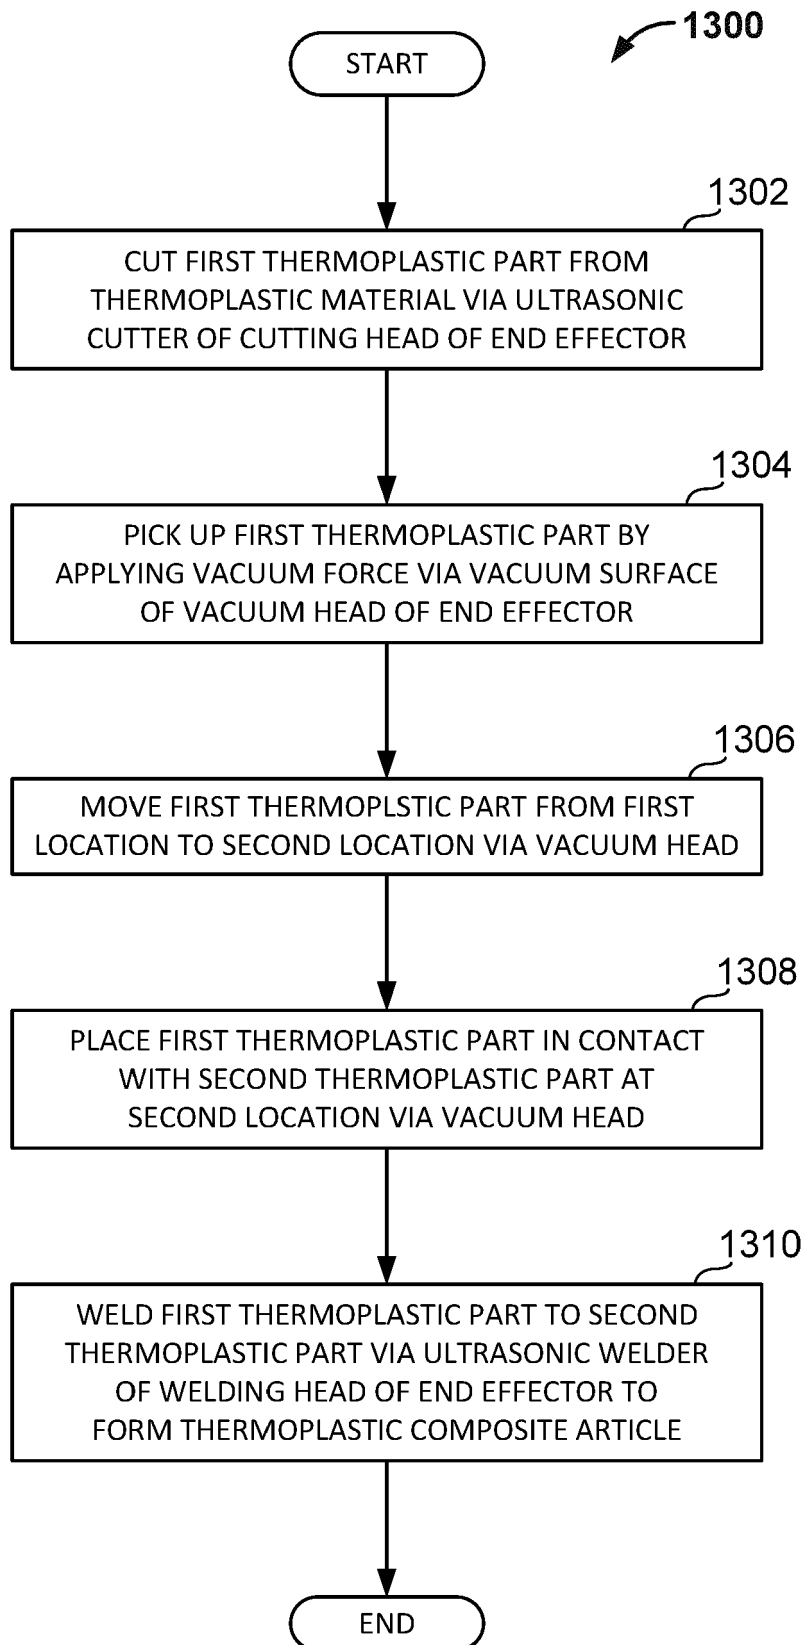 1300
START
1302
CUT FIRST THERMOPLASTIC PART FROM
THERMOPLASTIC MATERIAL VIA ULTRASONIC
CUTTER OF CUTTING HEAD OF END EFFECTOR
1304
PICK UP FIRST THERMOPLASTIC PART BY
APPLYING VACUUM FORCE VIA VACUUM SURFACE
OF VACUUM HEAD OF END EFFECTOR
1306
MOVE FIRST THERMOPLSTIC PART FROM FIRST
LOCATION TO SECOND LOCATION VIA VACUUM HEAD
1308
PLACE FIRST THERMOPLASTIC PART IN CONTACT
WITH SECOND THERMOPLASTIC PART AT
SECOND LOCATION VIA VACUUM HEAD
1310
WELD FIRST THERMOPLASTIC PART TO SECOND
THERMOPLASTIC PART VIA ULTRASONIC WELDER
OF WELDING HEAD OF END EFFECTOR TO
FORM THERMOPLASTIC COMPOSITE ARTICLE
END